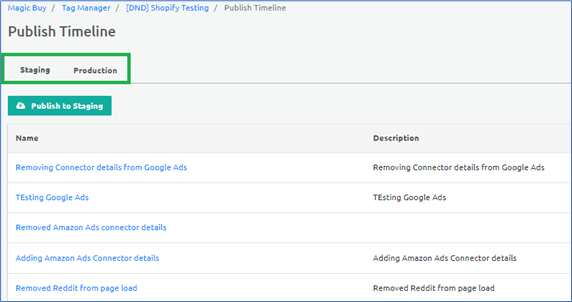 Magic Buy / Tag Manager / [DND] Shopify Testing / Publish Timeline
Publish Timeline
Staging Production
Publish to Staging
Name Description
Removing Connector details from Google Ads Removing Connector details from Google Ads
TEsting Google Ads TEsting Google Ads
Removed Amazon Ads connector details
Adding Amazon Ads Connector details Adding Amazon Ads Connector details
Removed Reddit from page load Removed Reddit from page load